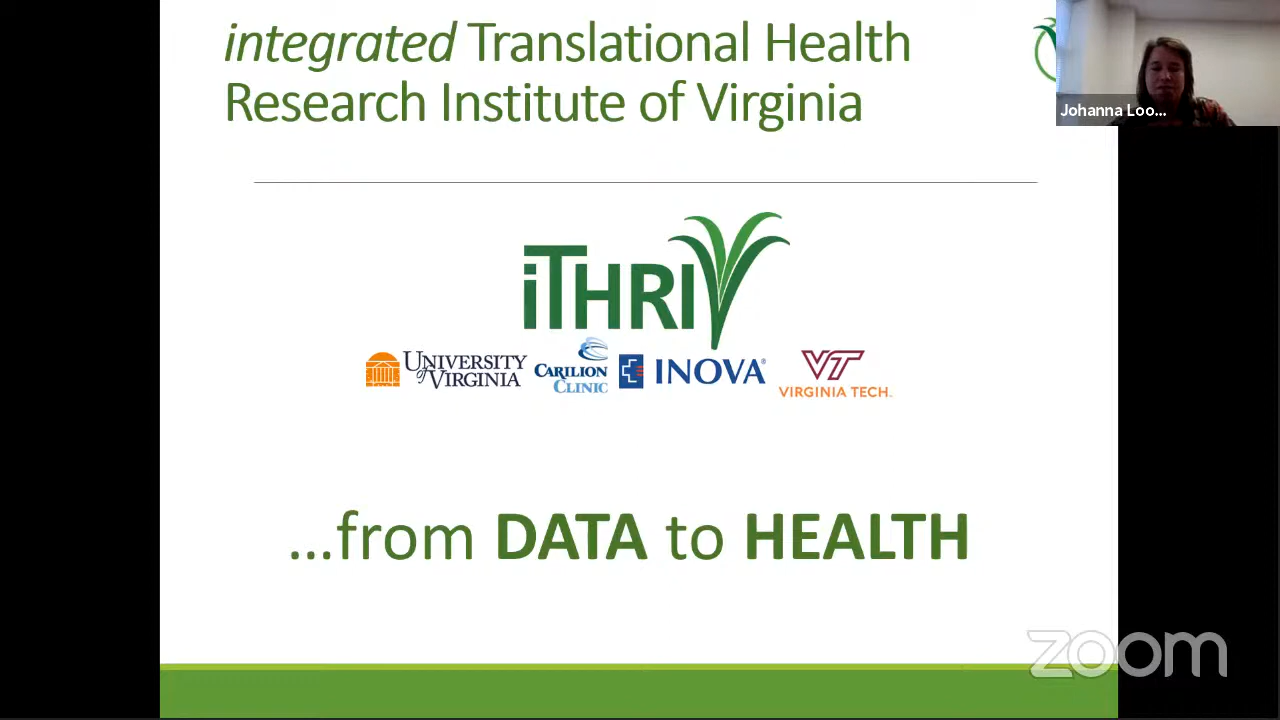 integrated Translational Health
Research Institute of Virginia
Johanna Loo...
iTHRIV
UNIVERSITY
of VIRGINIA
CARILION
CLINIC
INOVA®
VT
VIRGINIA TECH.
...from DATA to HEALTH
zoom